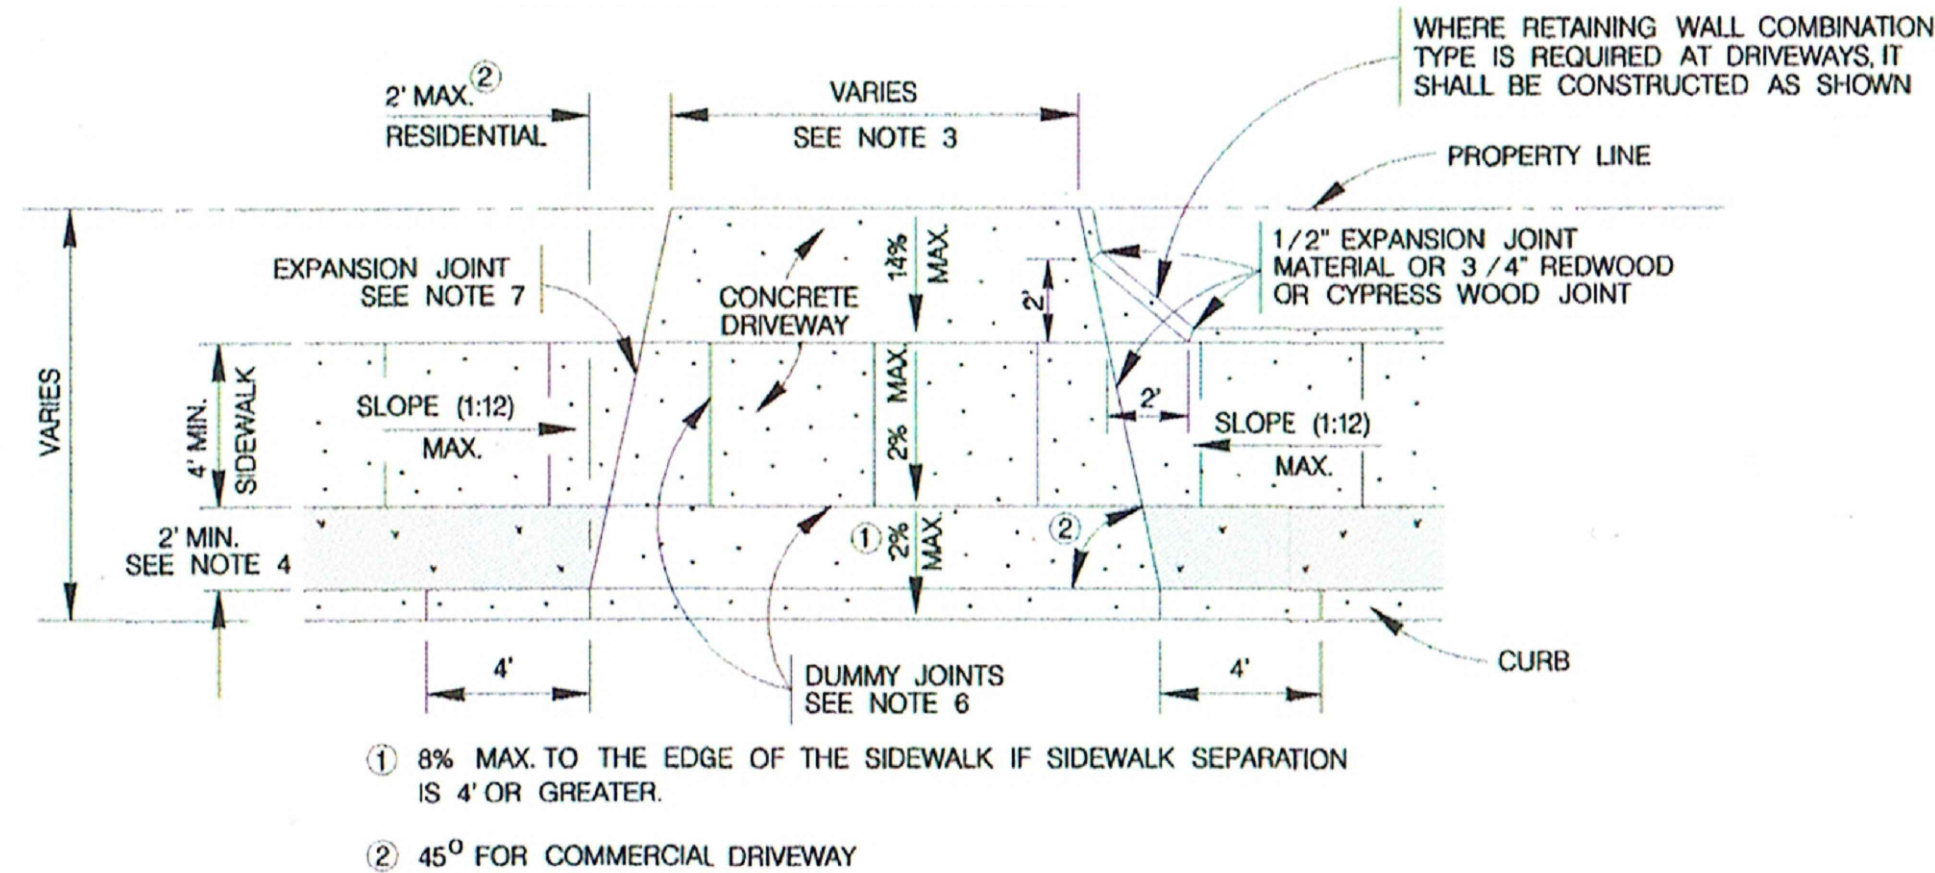 WHERE RETAINING WALL COMBINATION
TYPE IS REQUIRED AT DRIVEWAYS, IT
SHALL BE CONSTRUCTED AS SHOWN
2' MAX. ②
RESIDENTIAL
VARIES
SEE NOTE 3
PROPERTY LINE
EXPANSION JOINT
SEE NOTE 7
CONCRETE
DRIVEWAY
14%
MAX.
2'
1/2" EXPANSION JOINT
MATERIAL OR 3/4" REDWOOD
OR CYPRESS WOOD JOINT
VARIES
4' MIN.
SIDEWALK
SLOPE (1:12)
MAX.
2% MAX.
2'
SLOPE (1:12)
MAX.
2' MIN.
SEE NOTE 4
① 2%
MAX.
②
4'
DUMMY JOINTS
SEE NOTE 6
4'
CURB
① 8% MAX. TO THE EDGE OF THE SIDEWALK IF SIDEWALK SEPARATION
IS 4' OR GREATER.
② 45° FOR COMMERCIAL DRIVEWAY